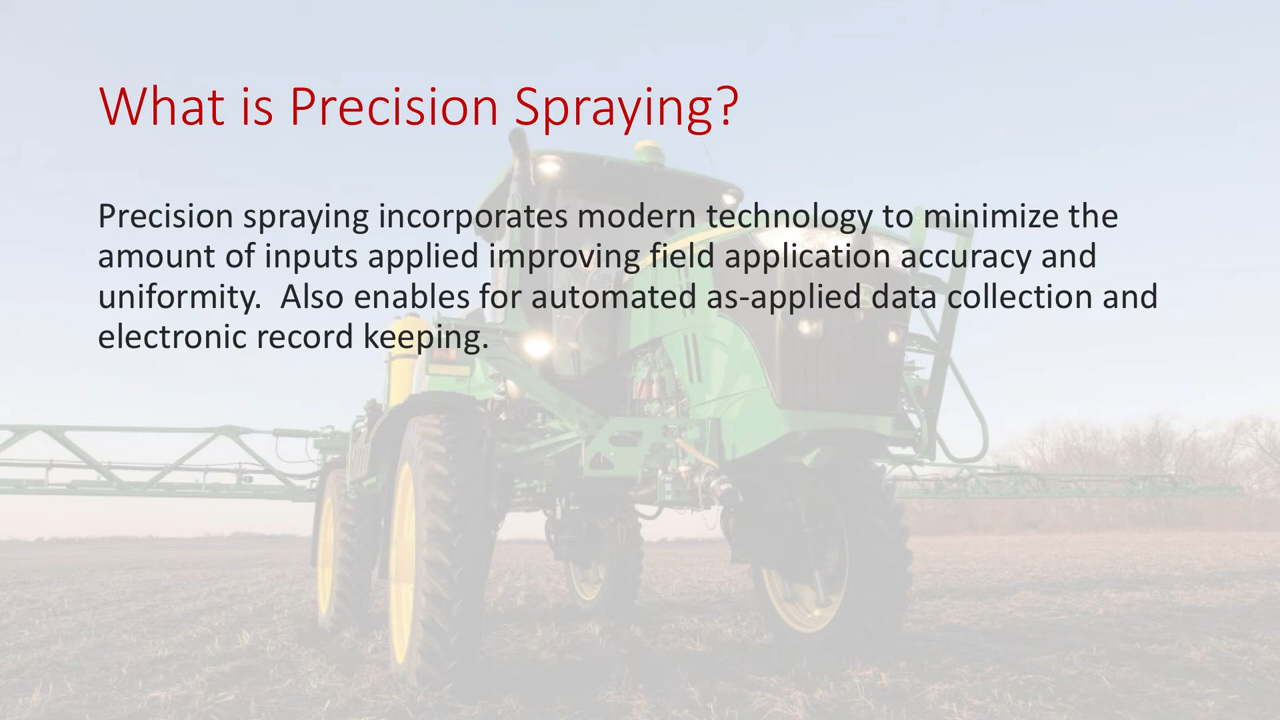 What is Precision Spraying?
Precision spraying incorporates modern technology to minimize the
amount of inputs applied improving field application accuracy and
uniformity.  Also enables for automated as-applied data collection and
electronic record keeping.